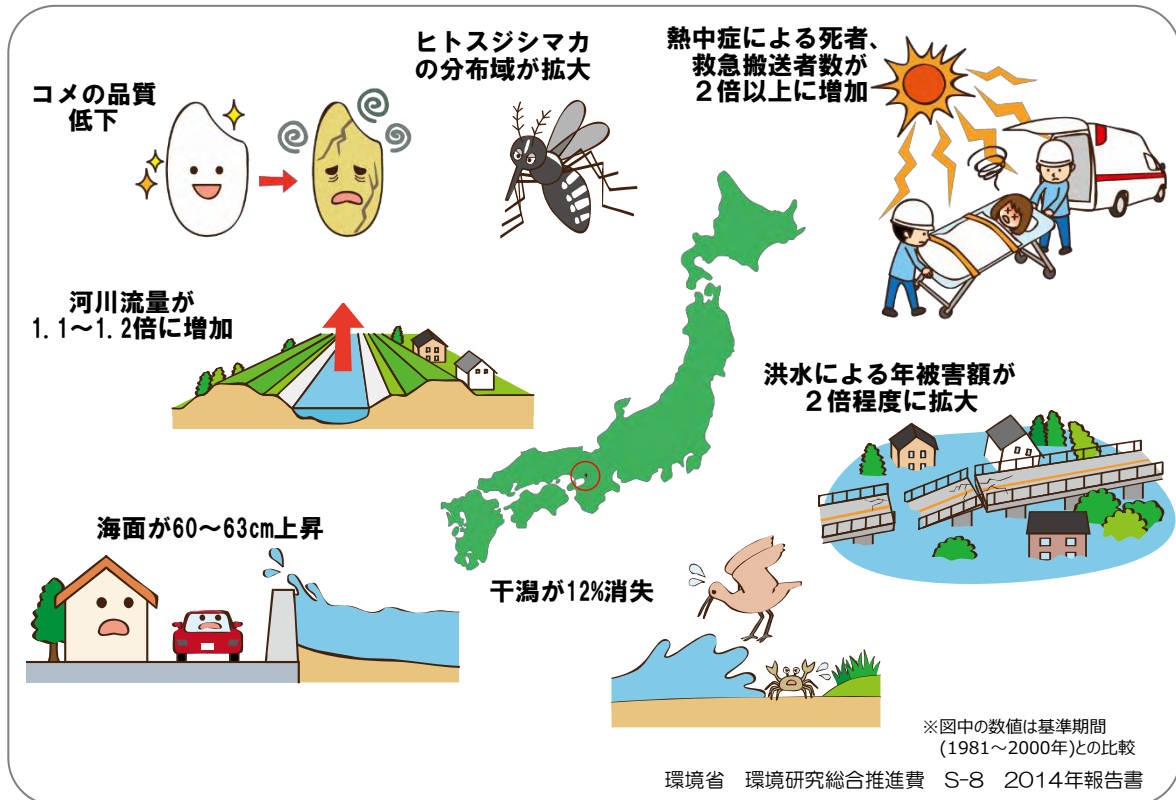 コメの品質
低下
ヒトスジシマカ
の分布域が拡大
熱中症による死者、
救急搬送者数が
2倍以上に増加
河川流量が
1.1～1.2倍に増加
洪水による年被害額が
2倍程度に拡大
海面が60～63cm上昇
干潟が12%消失
※図中の数値は基準期間
(1981～2000年)との比較
環境省　環境研究総合推進費　S-8　2014年報告書